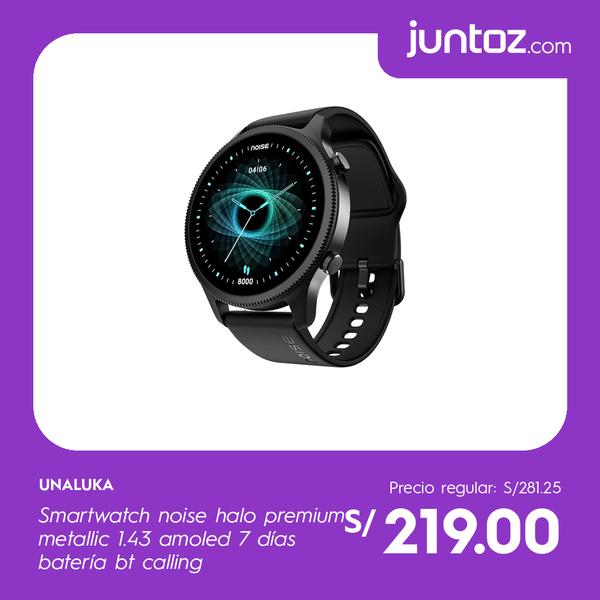 juntoz.com
noise
04|06
8000
noise
UNALUKA
Precio regular: S/281.25
Smartwatch noise halo premium
metallic 1.43 amoled 7 días
batería bt calling
S/ 219.00